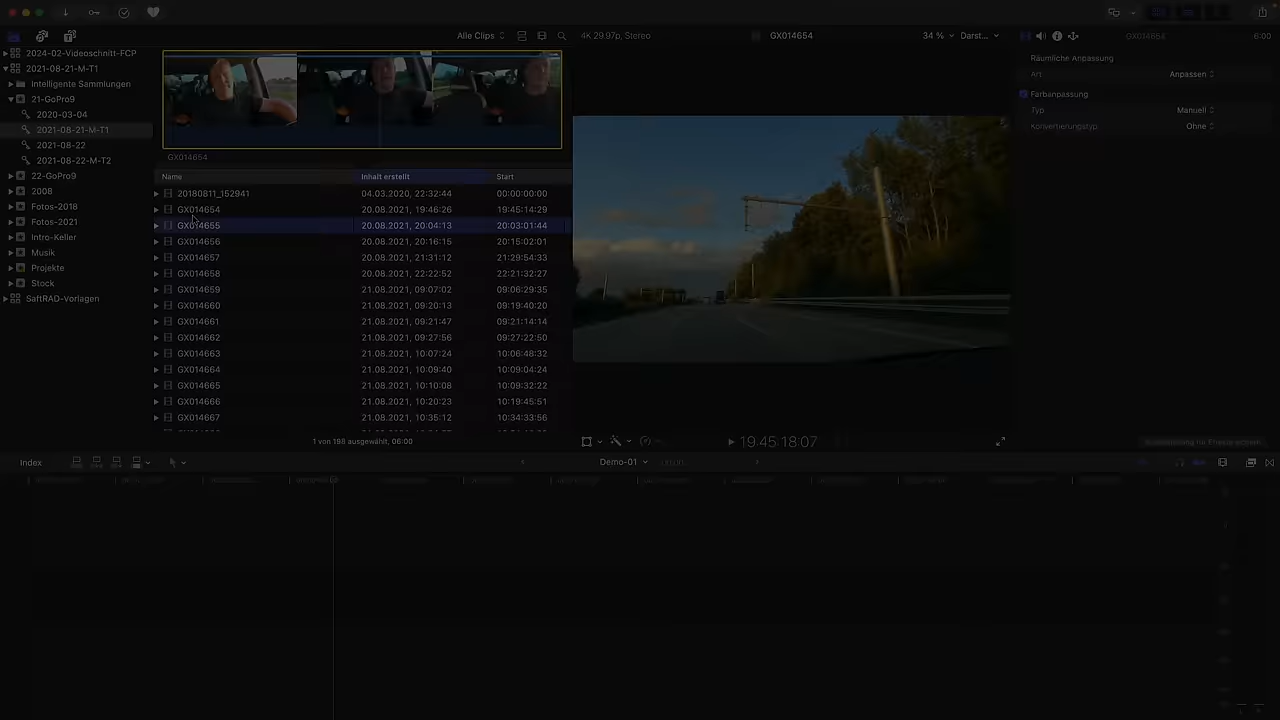 Alle Clips
4K 29.97p, Stereo
GX014654
34 %
Darst...
GX014654
6:00
2024-02-Videoschnitt-FCP
2021-08-21-M-T1
Intelligente Sammlungen
21-GoPro9
2020-03-04
2021-08-21-M-T1
2021-08-22
2021-08-22-M-T2
22-GoPro9
2008
Fotos-2018
Fotos-2021
Intro-Keller
Musik
Projekte
Stock
SaftRAD-Vorlagen
GX014654
Name Inhalt erstellt Start
20180811_152941 04.03.2020, 22:32:44 00:00:00:00
GX014654 20.08.2021, 19:46:26 19:45:14:29
GX014655 20.08.2021, 20:04:13 20:03:01:44
GX014656 20.08.2021, 20:16:15 20:15:02:01
GX014657 20.08.2021, 21:31:12 21:29:54:33
GX014658 20.08.2021, 22:22:52 22:21:32:27
GX014659 21.08.2021, 09:07:02 09:06:29:35
GX014660 21.08.2021, 09:20:13 09:19:40:20
GX014661 21.08.2021, 09:21:47 09:21:14:14
GX014662 21.08.2021, 09:27:56 09:27:22:50
GX014663 21.08.2021, 10:07:24 10:06:48:32
GX014664 21.08.2021, 10:09:40 10:09:04:24
GX014665 21.08.2021, 10:10:08 10:09:32:22
GX014666 21.08.2021, 10:20:23 10:19:45:51
GX014667 21.08.2021, 10:35:12 10:34:33:56
1 von 198 ausgewählt, 06:00
Räumliche Anpassung
Art Anpassen
Farbanpassung
Typ Manuell
Konvertierungstyp Ohne
19:45:18:07
Index
Demo-01